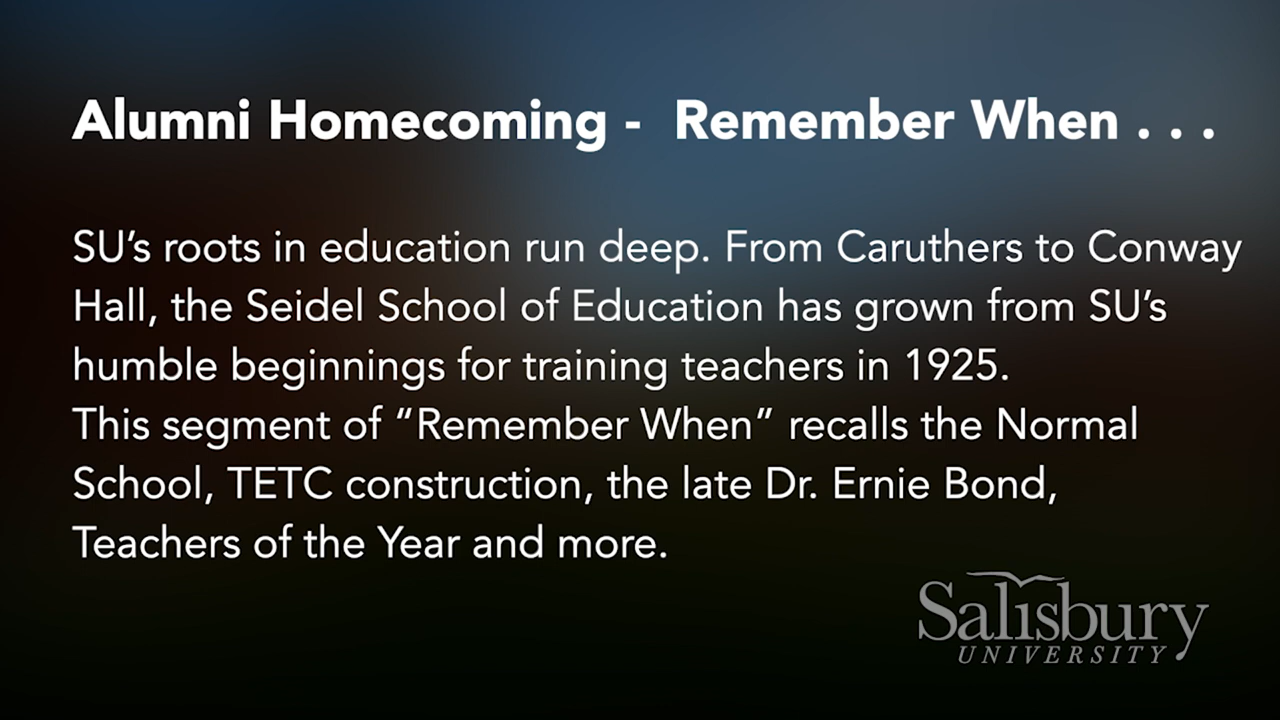 Alumni Homecoming -  Remember When . . .
SU’s roots in education run deep. From Caruthers to Conway
Hall, the Seidel School of Education has grown from SU’s
humble beginnings for training teachers in 1925.
This segment of “Remember When” recalls the Normal
School, TETC construction, the late Dr. Ernie Bond,
Teachers of the Year and more.
Salisbury
UNIVERSITY